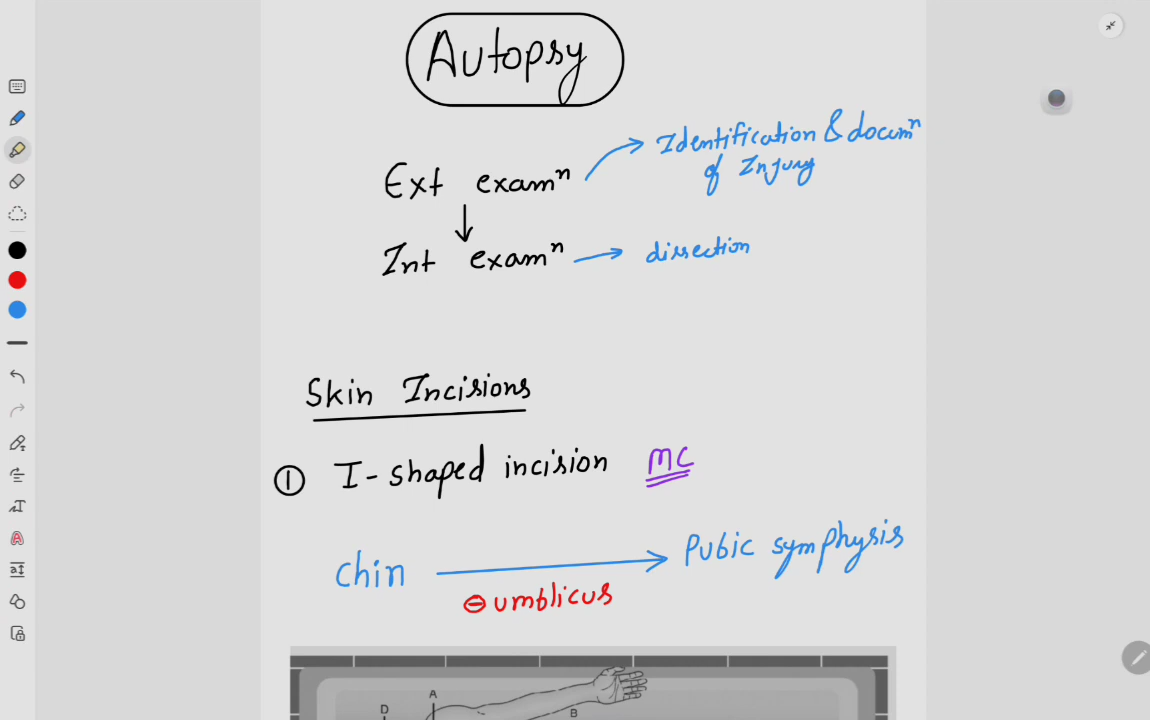 Autopsy
Ext examⁿ → Identification & documⁿ
of Injury
↓
Int examⁿ → dissection
Skin Incisions
① I-shaped incision MC
Chin → Pubic symphysis
⊖ umblicus
A
D
B